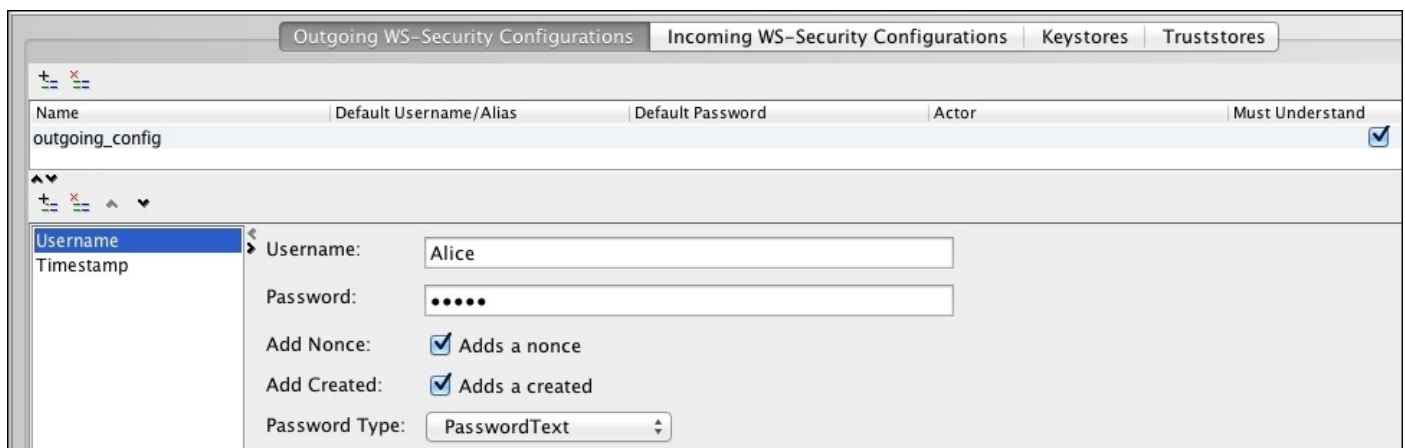 Outgoing WS-Security Configurations Incoming WS-Security Configurations Keystores Truststores
Name Default Username/Alias Default Password Actor Must Understand
outgoing_config
Username
Timestamp
Username: Alice
Password: •••••
Add Nonce: Adds a nonce
Add Created: Adds a created
Password Type: PasswordText